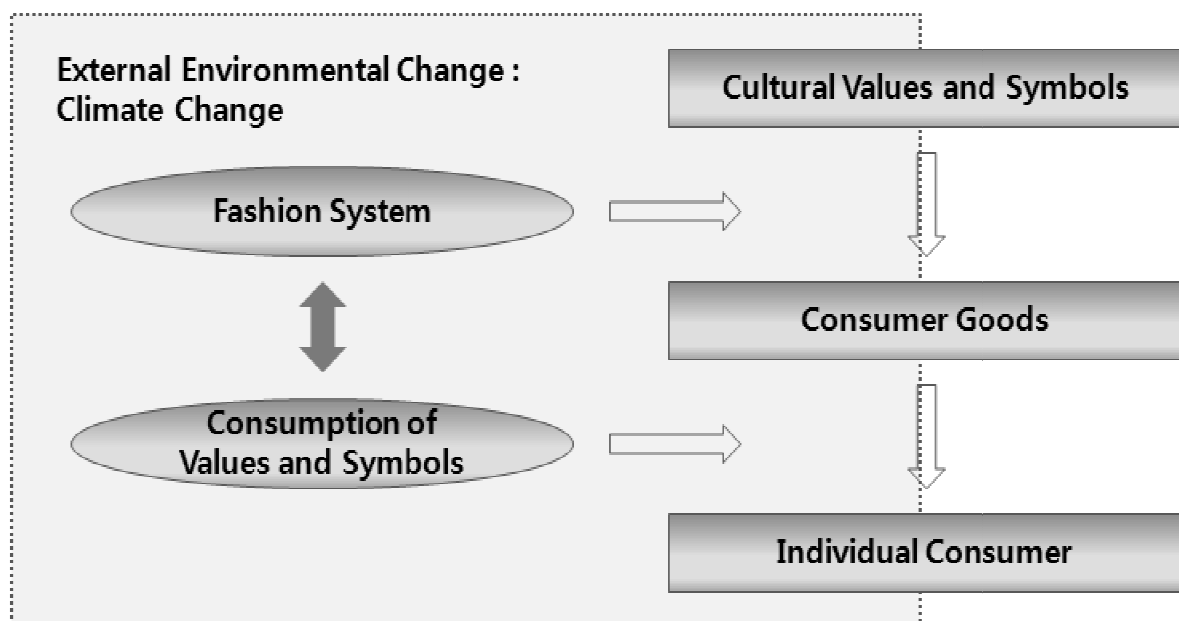 External Environmental Change :
Climate Change
Cultural Values and Symbols
Fashion System
Consumer Goods
Consumption of
Values and Symbols
Individual Consumer